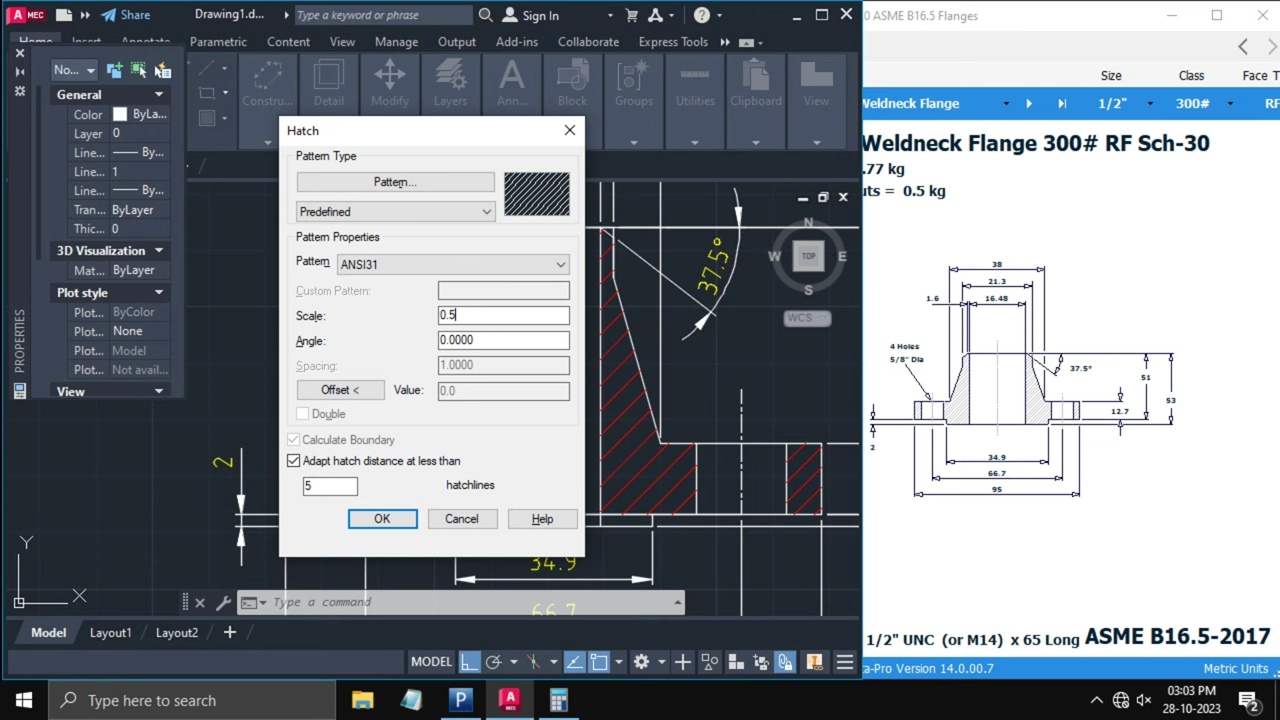 MEC
Share
Drawing1.d...
Type a keyword or phrase
Sign In
?
0 ASME B16.5 Flanges
Home
Insert
Annotate
Parametric
Content
View
Manage
Output
Add-ins
Collaborate
Express Tools
No...
General
Color
ByLa...
Layer
0
Line...
By...
Line...
1
Line...
By...
Tran...
ByLayer
Thic...
0
3D Visualization
Mat...
ByLayer
Plot style
Plot...
ByColor
Plot...
None
Plot...
Model
Plot...
Not avail...
View
PROPERTIES
Constru...
Detail
Modify
Layers
Ann...
Block
Groups
Utilities
Clipboard
View
Hatch
Pattern Type
Pattern...
Predefined
Pattern Properties
Pattern
ANSI31
Custom Pattern:
Scale:
0.5
Angle:
0.0000
Spacing:
1.0000
Offset <
Value:
0.0
Double
Calculate Boundary
Adapt hatch distance at less than
5
hatchlines
OK
Cancel
Help
37.5°
N
W
TOP
E
S
WCS
2
34.9
66.7
Y
X
Type a command
Model
Layout1
Layout2
+
MODEL
Size
Class
Face T
Weldneck Flange
1/2"
300#
RF
Weldneck Flange 300# RF Sch-30
.77 kg
uts = 0.5 kg
38
21.3
1.6
16.48
4 Holes
5/8" Dia
37.5°
51
53
12.7
2
34.9
66.7
95
1/2" UNC (or M14) x 65 Long
ASME B16.5-2017
ta-Pro Version 14.0.00.7
Metric Units
Type here to search
P
A
MEC
03:03 PM
28-10-2023
2